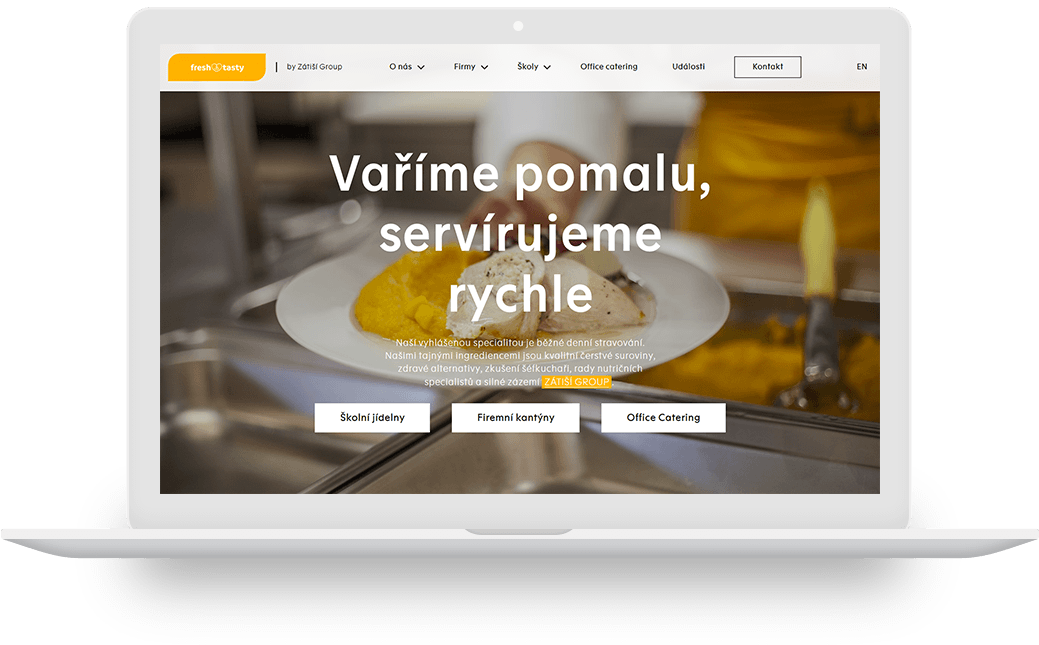 fresh tasty
by Zátiší Group
O nás
Firmy
Školy
Office catering
Události
Kontakt
EN
Vaříme pomalu,
servírujeme
rychle
Naší vyhlášenou specialitou je běžné denní stravování.
Našimi tajnými ingrediencemi jsou kvalitní čerstvé suroviny,
zdravé alternativy, zkušení šéfkuchaři, rady nutričních
specialistů a silné zázemí ZÁTIŠÍ GROUP.
Školní jídelny
Firemní kantýny
Office Catering